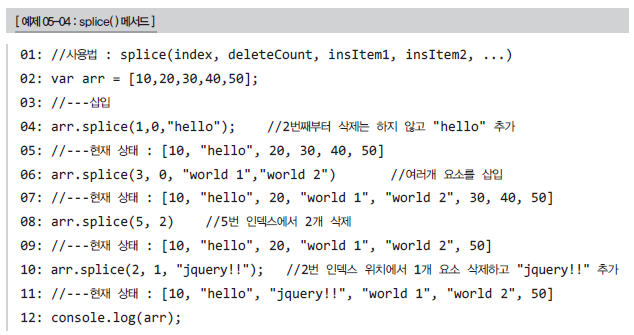 [ 예제 05-04 : splice() 메서드 ]
01: //사용법 : splice(index, deleteCount, insItem1, insItem2, ...)
02: var arr = [10,20,30,40,50];
03: //---삽입
04: arr.splice(1,0,"hello");    //2번째부터 삭제는 하지 않고 "hello" 추가
05: //---현재 상태 : [10, "hello", 20, 30, 40, 50]
06: arr.splice(3, 0, "world 1","world 2")    //여러개 요소를 삽입
07: //---현재 상태 : [10, "hello", 20, "world 1", "world 2", 30, 40, 50]
08: arr.splice(5, 2)    //5번 인덱스에서 2개 삭제
09: //---현재 상태 : [10, "hello", 20, "world 1", "world 2", 50]
10: arr.splice(2, 1, "jquery!!");   //2번 인덱스 위치에서 1개 요소 삭제하고 "jquery!!" 추가
11: //---현재 상태 : [10, "hello", "jquery!!", "world 1", "world 2", 50]
12: console.log(arr);